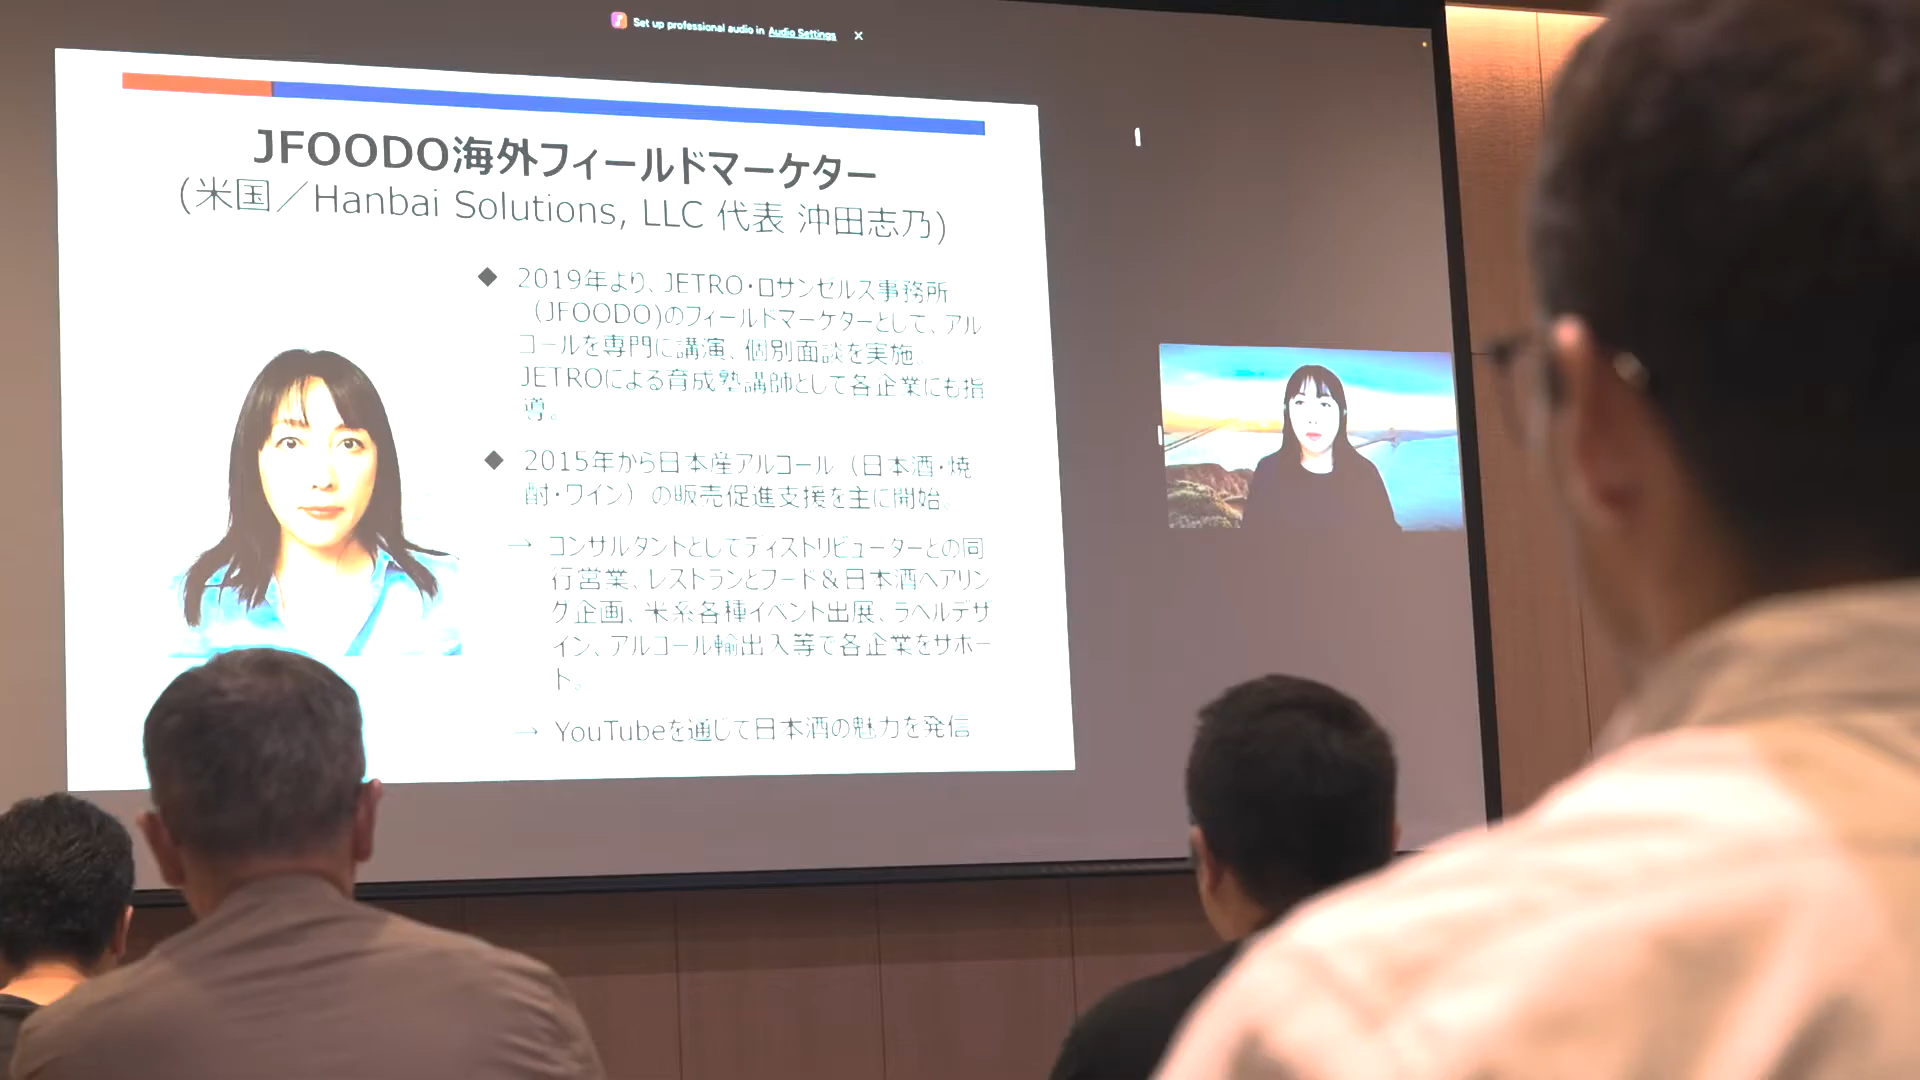 Set up professional audio in Audio Settings ×
JFOODO海外フィールドマーケター
(米国／Hanbai Solutions, LLC 代表 沖田志乃)
◆ 2019年より、JETRO・ロサンゼルス事務所
（JFOODO)のフィールドマーケターとして、アル
コールを専門に講演、個別面談を実施。
JETROによる育成塾講師として各企業にも指
導。
◆ 2015年から日本産アルコール（日本酒・焼
酎・ワイン）の販売促進支援を主に開始。
→ コンサルタントとしてディストリビューターとの同
行営業、レストランとフード＆日本酒ペアリン
グ企画、米系各種イベント出展、ラベルデザ
イン、アルコール輸出入等で各企業をサポー
ト。
→ YouTubeを通じて日本酒の魅力を発信